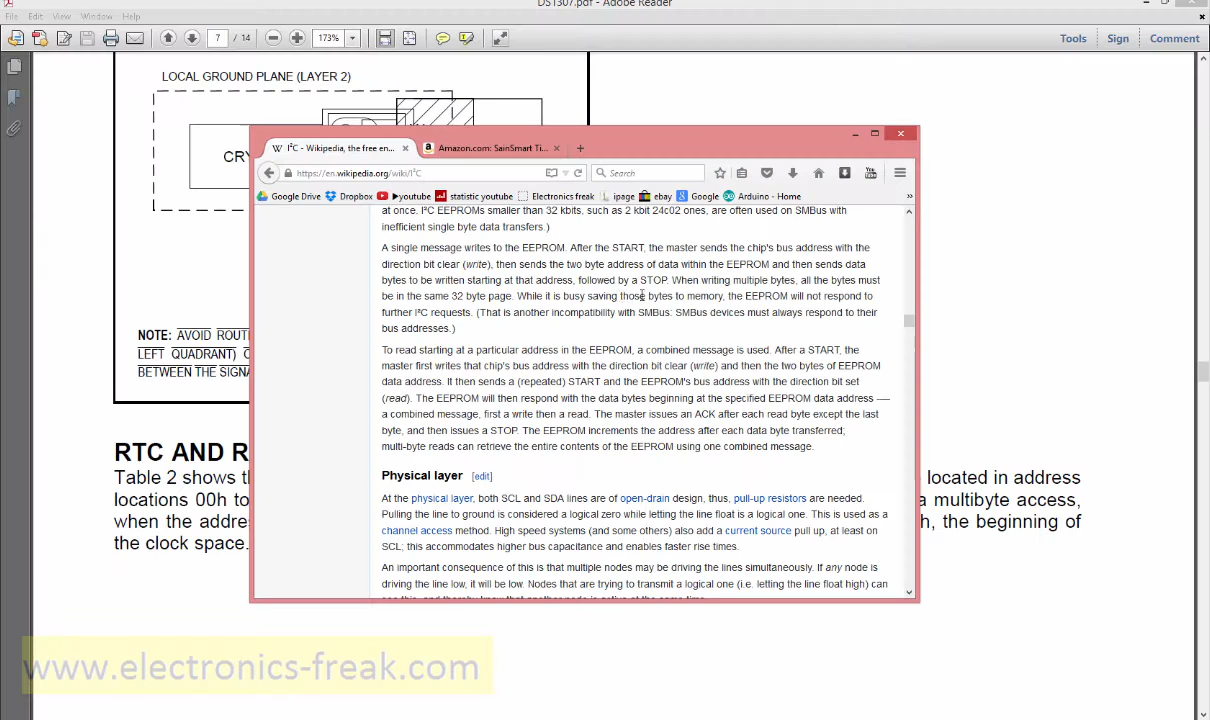 DS1307.pdf - Adobe Reader
File Edit View Window Help
7 / 14 173% Tools Sign Comment
LOCAL GROUND PLANE (LAYER 2)
CRY
I²C - Wikipedia, the free en... Amazon.com: SainSmart Ti...
https://en.wikipedia.org/wiki/I²C Search
Google Drive Dropbox youtube statistic youtube Electronics freak ipage ebay Google Arduino - Home
at once. I²C EEPROMs smaller than 32 kbits, such as 2 kbit 24c02 ones, are often used on SMBus with
inefficient single byte data transfers.)
A single message writes to the EEPROM. After the START, the master sends the chip's bus address with the
direction bit clear (write), then sends the two byte address of data within the EEPROM and then sends data
bytes to be written starting at that address, followed by a STOP. When writing multiple bytes, all the bytes must
be in the same 32 byte page. While it is busy saving those bytes to memory, the EEPROM will not respond to
further I²C requests. (That is another incompatibility with SMBus: SMBus devices must always respond to their
bus addresses.)
To read starting at a particular address in the EEPROM, a combined message is used. After a START, the
master first writes that chip's bus address with the direction bit clear (write) and then the two bytes of EEPROM
data address. It then sends a (repeated) START and the EEPROM's bus address with the direction bit set
(read). The EEPROM will then respond with the data bytes beginning at the specified EEPROM data address —
a combined message, first a write then a read. The master issues an ACK after each read byte except the last
byte, and then issues a STOP. The EEPROM increments the address after each data byte transferred;
multi-byte reads can retrieve the entire contents of the EEPROM using one combined message.
Physical layer [edit]
At the physical layer, both SCL and SDA lines are of open-drain design, thus, pull-up resistors are needed.
Pulling the line to ground is considered a logical zero while letting the line float is a logical one. This is used as a
channel access method. High speed systems (and some others) also add a current source pull up, at least on
SCL; this accommodates higher bus capacitance and enables faster rise times.
An important consequence of this is that multiple nodes may be driving the lines simultaneously. If any node is
driving the line low, it will be low. Nodes that are trying to transmit a logical one (i.e. letting the line float high) can
NOTE: AVOID ROUT
LEFT QUADRANT) O
BETWEEN THE SIGNA
RTC AND R
Table 2 shows th located in address
locations 00h to a multibyte access,
when the addres h, the beginning of
the clock space.
www.electronics-freak.com